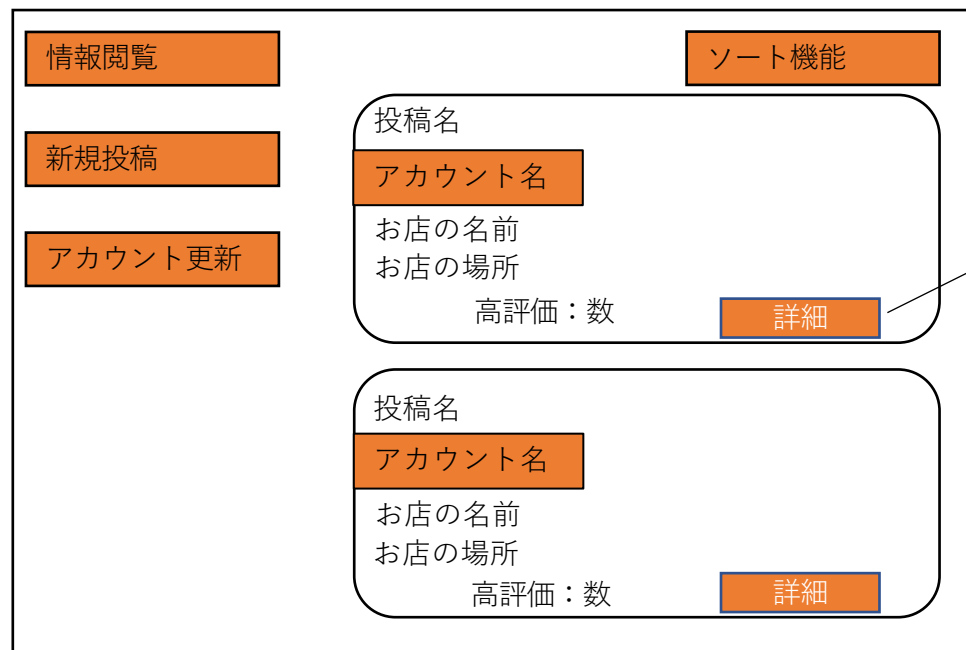 情報閲覧
ソート機能
新規投稿
アカウント更新
投稿名
アカウント名
お店の名前
お店の場所
高評価：数
詳細
投稿名
アカウント名
お店の名前
お店の場所
高評価：数
詳細